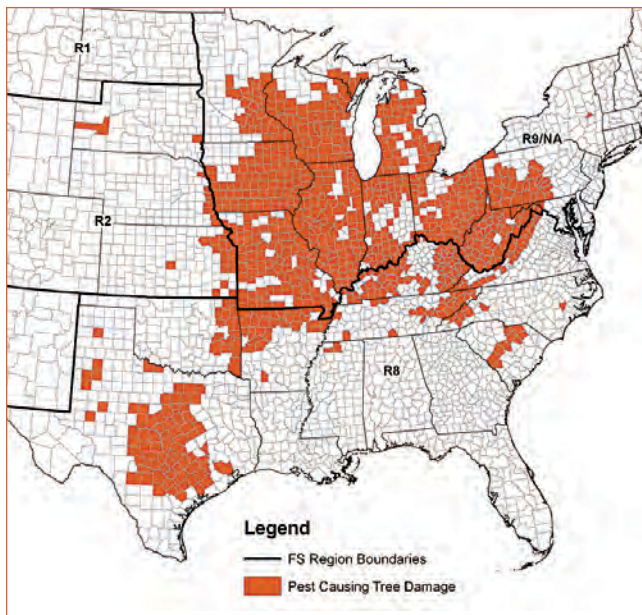 R1
R9/NA
R2
R8
Legend
FS Region Boundaries
Pest Causing Tree Damage